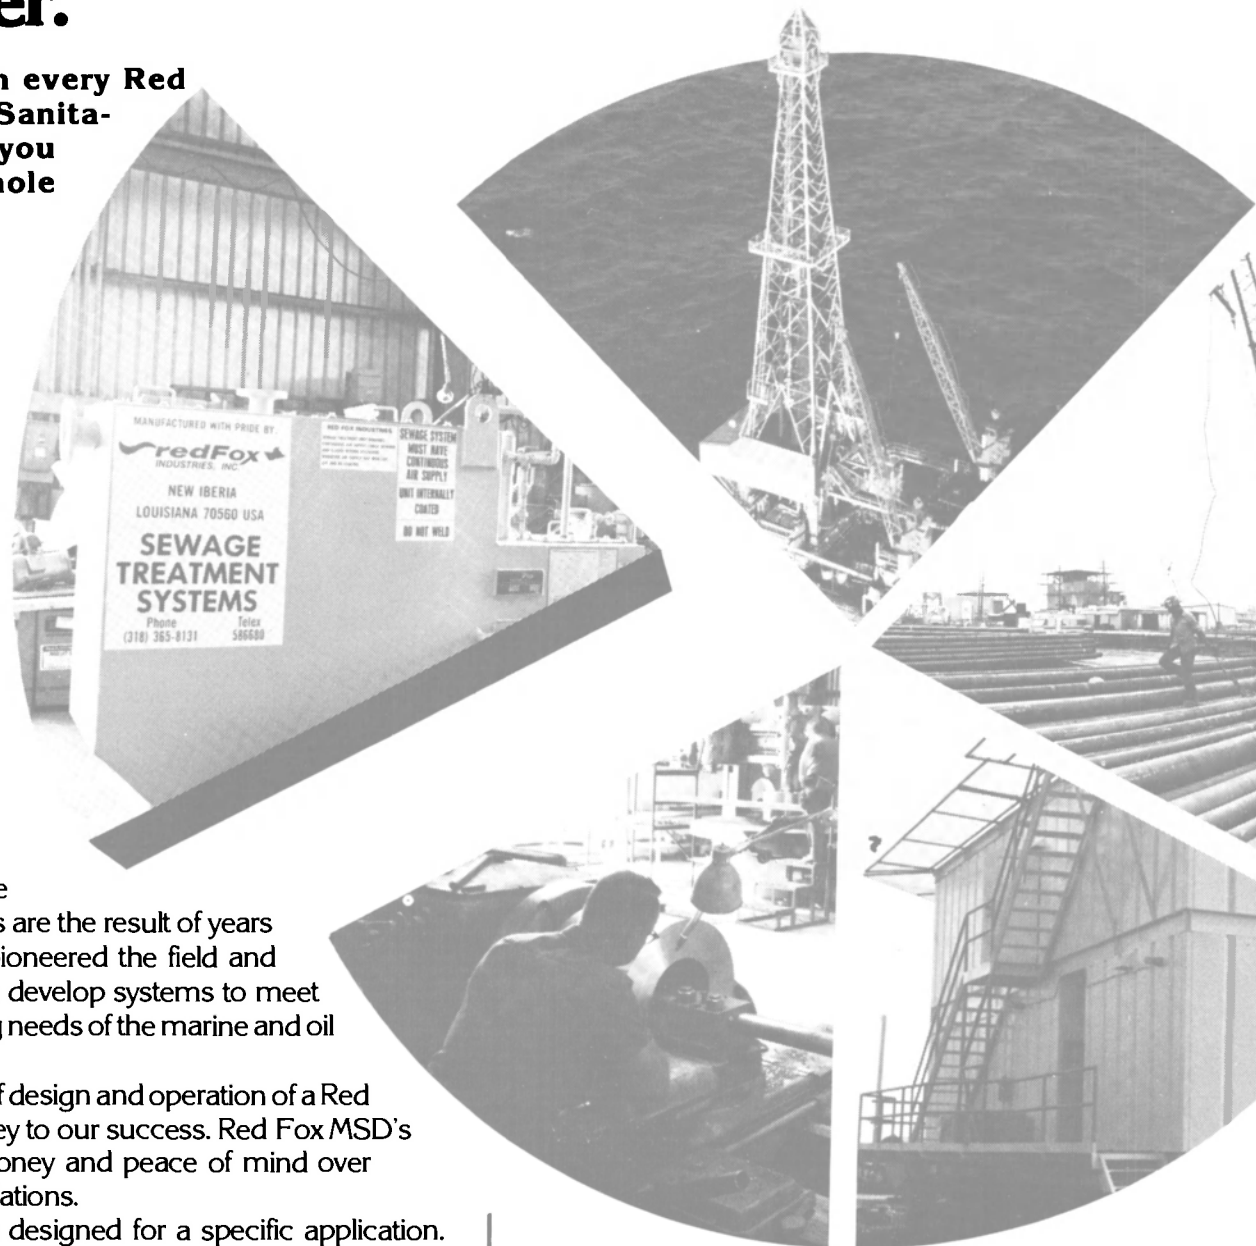 er.
n every Red
Sanita-
you
nole
MANUFACTURED WITH PRIDE BY:
redFox
INDUSTRIES, INC.
NEW IBERIA
LOUISIANA 70560 USA
SEWAGE
TREATMENT
SYSTEMS
Phone Telex
(318) 365-8131 586680
RED FOX INDUSTRIES
SEWAGE SYSTEM
MUST HAVE
CONTINUOUS
AIR SUPPLY
UNIT INTERNALLY
COATED
DO NOT WELD
e
s are the result of years
ioneered the field and
develop systems to meet
g needs of the marine and oil
f design and operation of a Red
ey to our success. Red Fox MSD's
oney and peace of mind over
ations.
designed for a specific application.